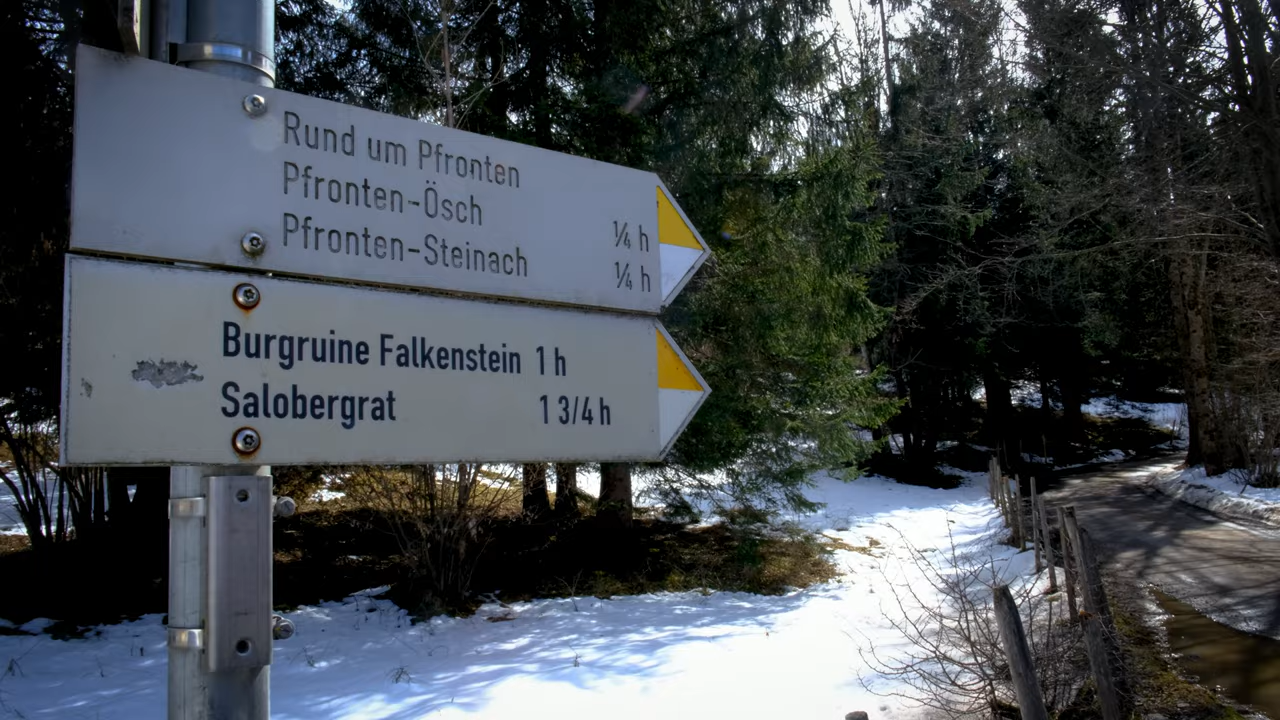 Rund um Pfronten
Pfronten-Ösch ¼ h
Pfronten-Steinach ¼ h
Burgruine Falkenstein 1 h
Salobergrat 1 3/4 h